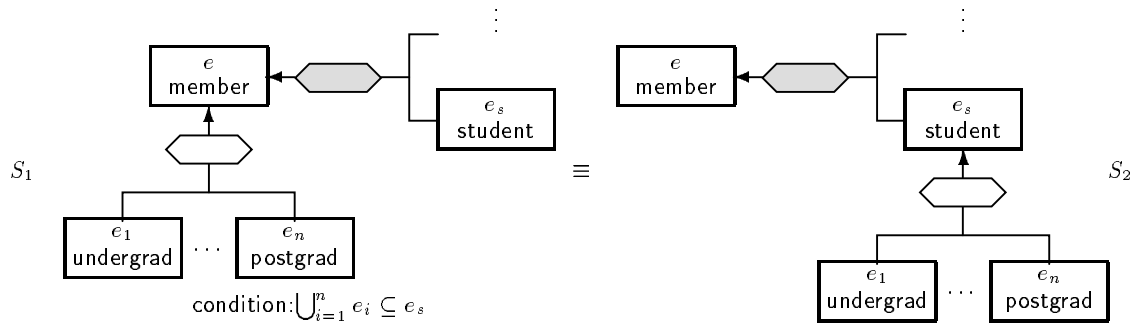 ⋮
e
member
e_s
student
S_1
e_1
undergrad
. . .
e_n
postgrad
condition: ⋃_{i=1}^{n} e_i ⊆ e_s
≡
⋮
e
member
e_s
student
S_2
e_1
undergrad
. . .
e_n
postgrad